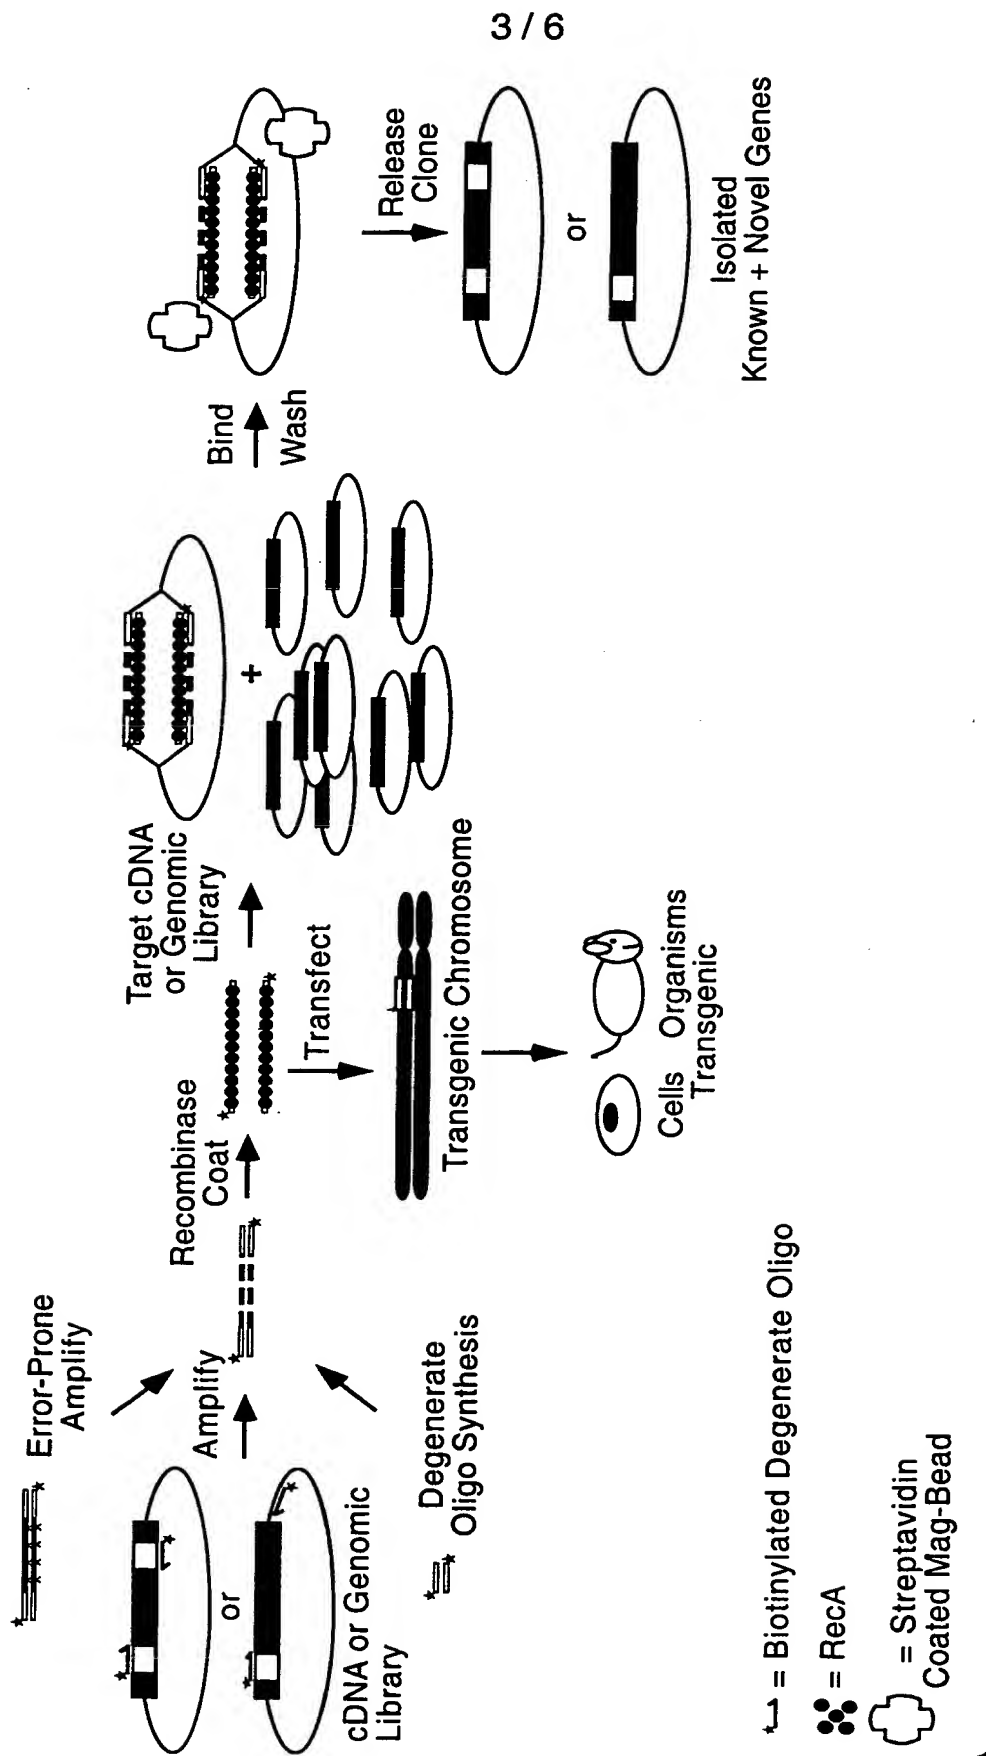 3 / 6
Error-Prone
Amplify
or
cDNA or Genomic
Library
Amplify
Degenerate
Oligo Synthesis
Recombinase
Coat
Transfect
Transgenic Chromosome
Cells Organisms
Transgenic
Target cDNA
or Genomic
Library
+
Bind
Wash
Release
Clone
or
Isolated
Known + Novel Genes
= Biotinylated Degenerate Oligo
= RecA
= Streptavidin
Coated Mag-Bead